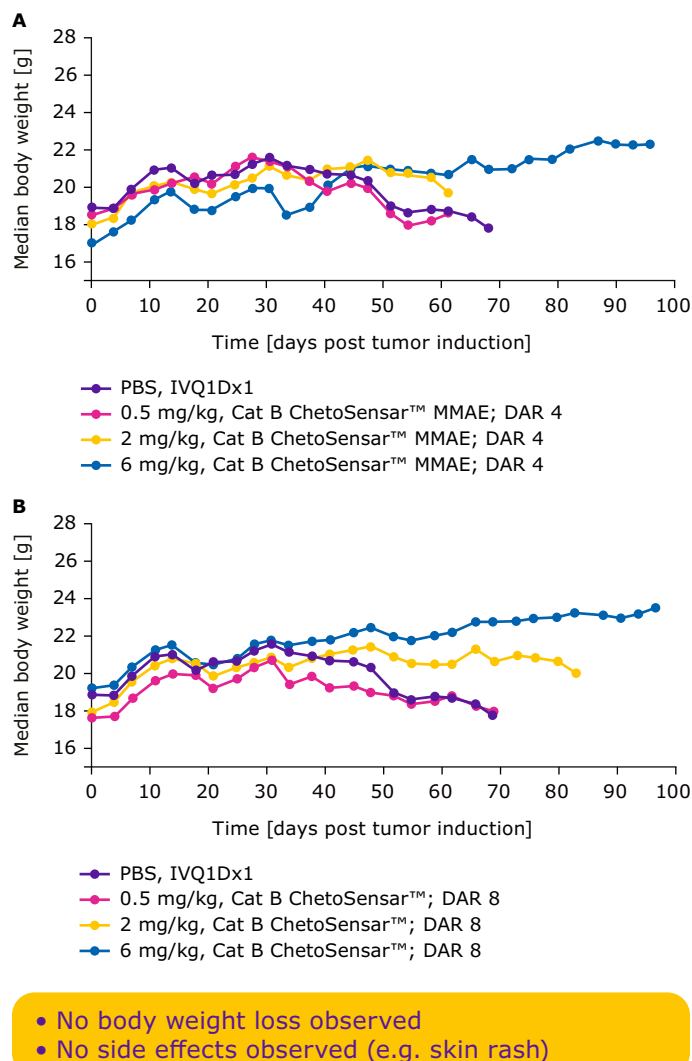 A
28
26
24
22
20
18
16
Median body weight [g]
0 10 20 30 40 50 60 70 80 90 100
Time [days post tumor induction]
PBS, IVQ1Dx1
0.5 mg/kg, Cat B ChetoSensar™ MMAE; DAR 4
2 mg/kg, Cat B ChetoSensar™ MMAE; DAR 4
6 mg/kg, Cat B ChetoSensar™ MMAE; DAR 4
B
28
26
24
22
20
18
16
Median body weight [g]
0 10 20 30 40 50 60 70 80 90 100
Time [days post tumor induction]
PBS, IVQ1Dx1
0.5 mg/kg, Cat B ChetoSensar™; DAR 8
2 mg/kg, Cat B ChetoSensar™; DAR 8
6 mg/kg, Cat B ChetoSensar™; DAR 8
• No body weight loss observed
• No side effects observed (e.g. skin rash)